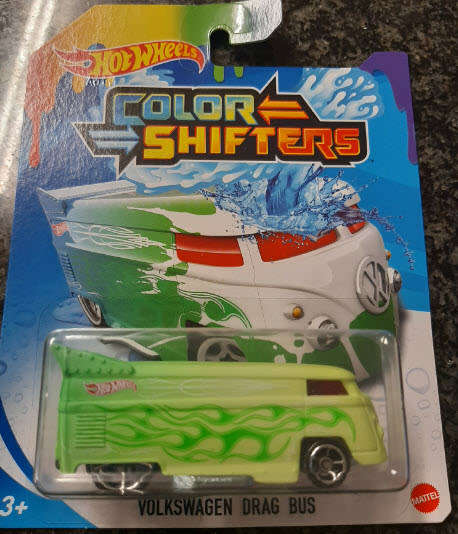 HOT WHEELS
COLOR
SHIFTERS
HOT WHEELS
3+
VOLKSWAGEN DRAG BUS
MATTEL